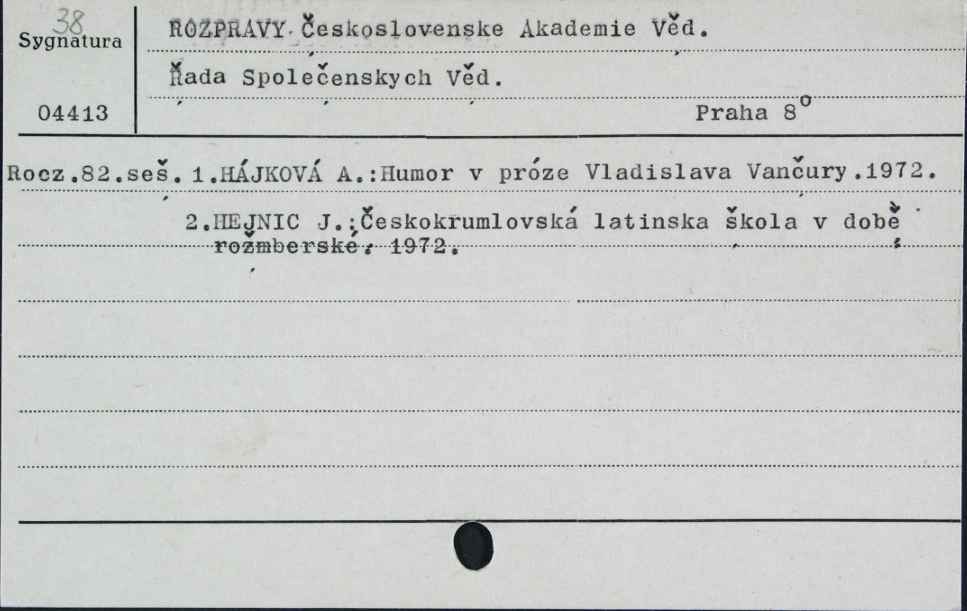 38
Sygnatura
04413
ROZPRAVY Československe Akademie Věd.
Řada Společenskych Věd.
Praha 8°
Rocz.82.seš. 1.HÁJKOVÁ A.:Humor v próze Vladislava Vančury.1972.
2.HEJNIC J.:Českokrumlovská latinska škola v době
rožmberské. 1972.